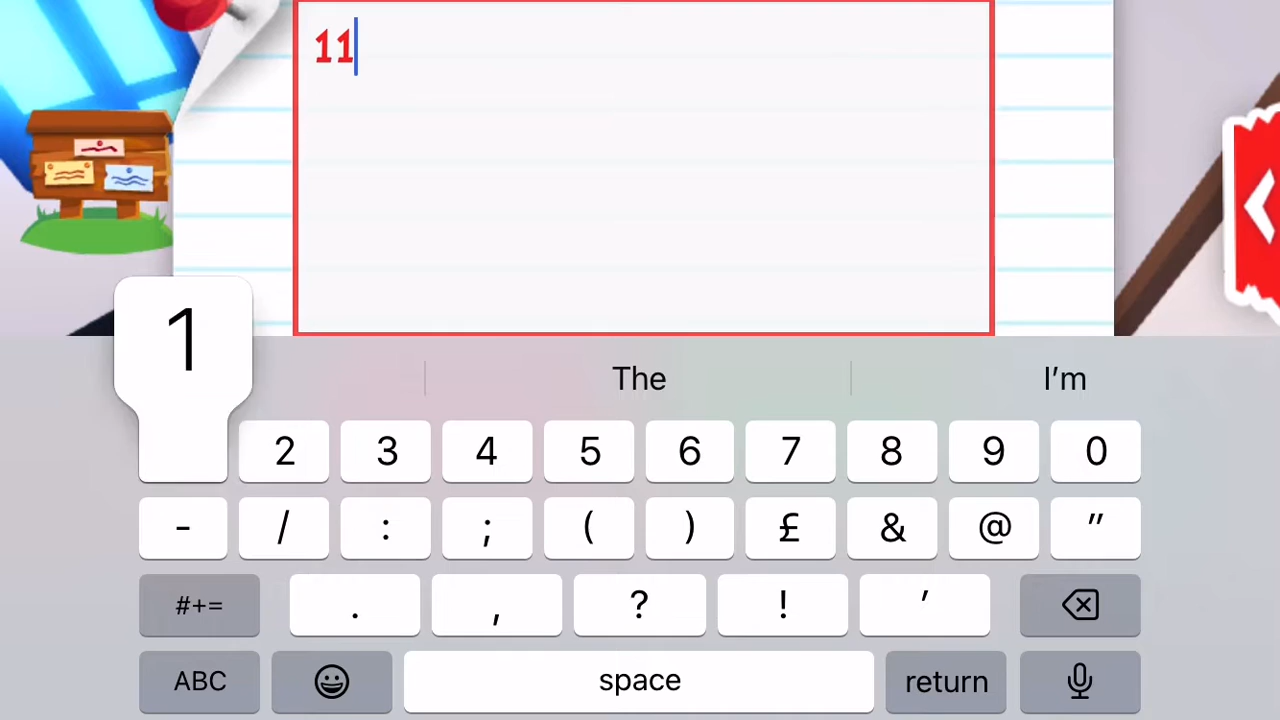 11
1
The
I’m
2 3 4 5 6 7 8 9 0
- / : ; ( ) £ & @ "
#+= . , ? ! ’
ABC space return